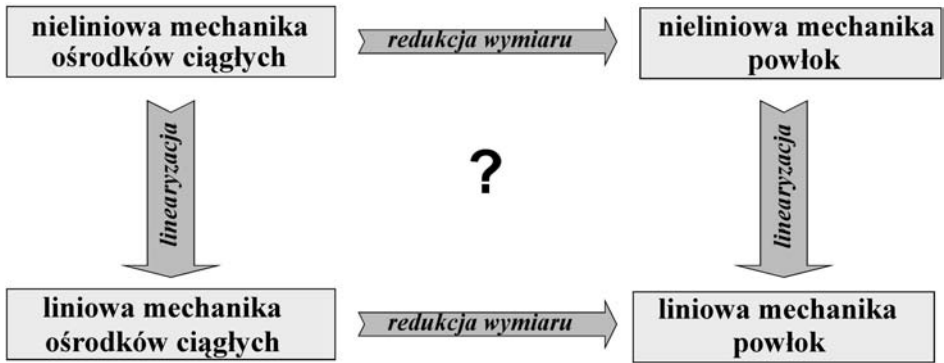 nieliniowa mechanika
ośrodków ciągłych
redukcja wymiaru
nieliniowa mechanika
powłok
linearyzacja
?
linearyzacja
liniowa mechanika
ośrodków ciągłych
redukcja wymiaru
liniowa mechanika
powłok